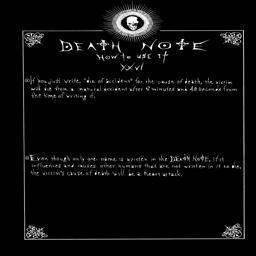 DEATH NOTE
How to use it
XXVI
If you just write, "die of accident" for the cause of death, the victim
will die from a natural accident after 6 minutes and 40 seconds from
the time of writing it.
Even though only one name is written in the DEATH NOTE, if it
influences and causes other humans that are not written in it to die,
the victim's cause of death will be a heart attack.